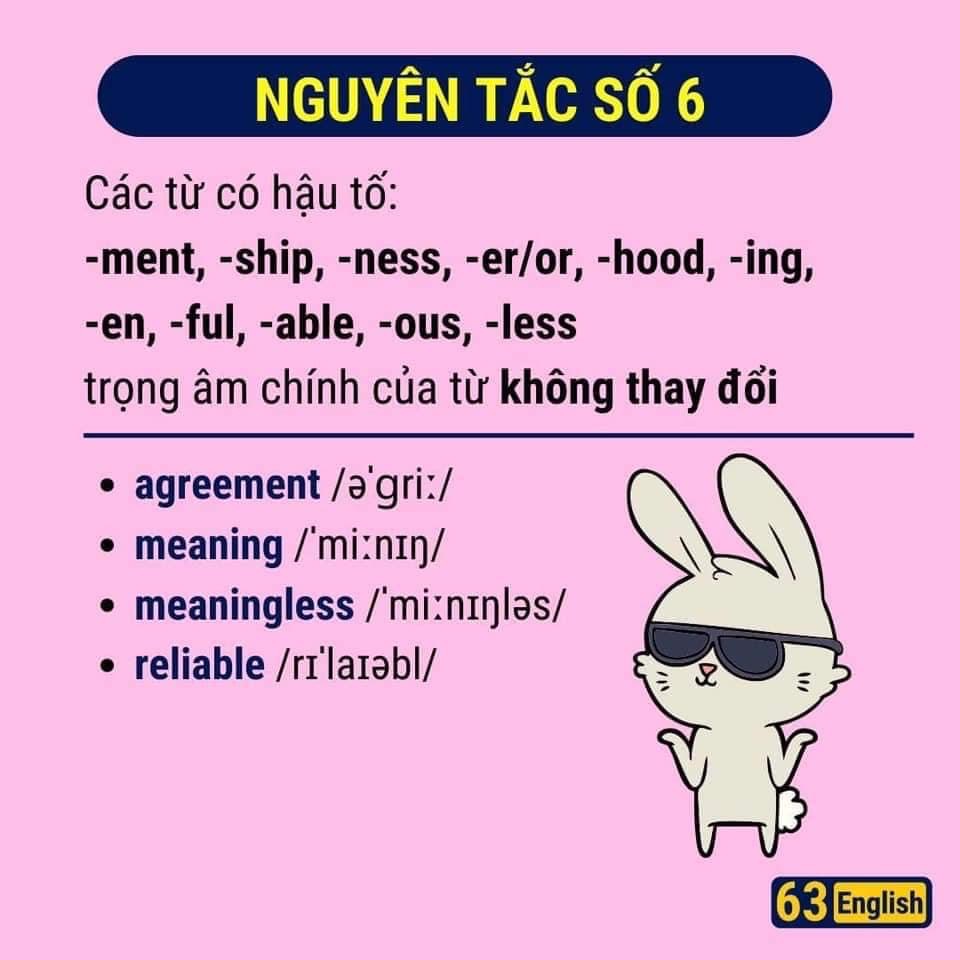 NGUYÊN TẮC SỐ 6
Các từ có hậu tố:
-ment, -ship, -ness, -er/or, -hood, -ing,
-en, -ful, -able, -ous, -less
trọng âm chính của từ không thay đổi
• agreement /əˈɡriː/
• meaning /ˈmiːnɪŋ/
• meaningless /ˈmiːnɪŋləs/
• reliable /rɪˈlaɪəbl/
63 English